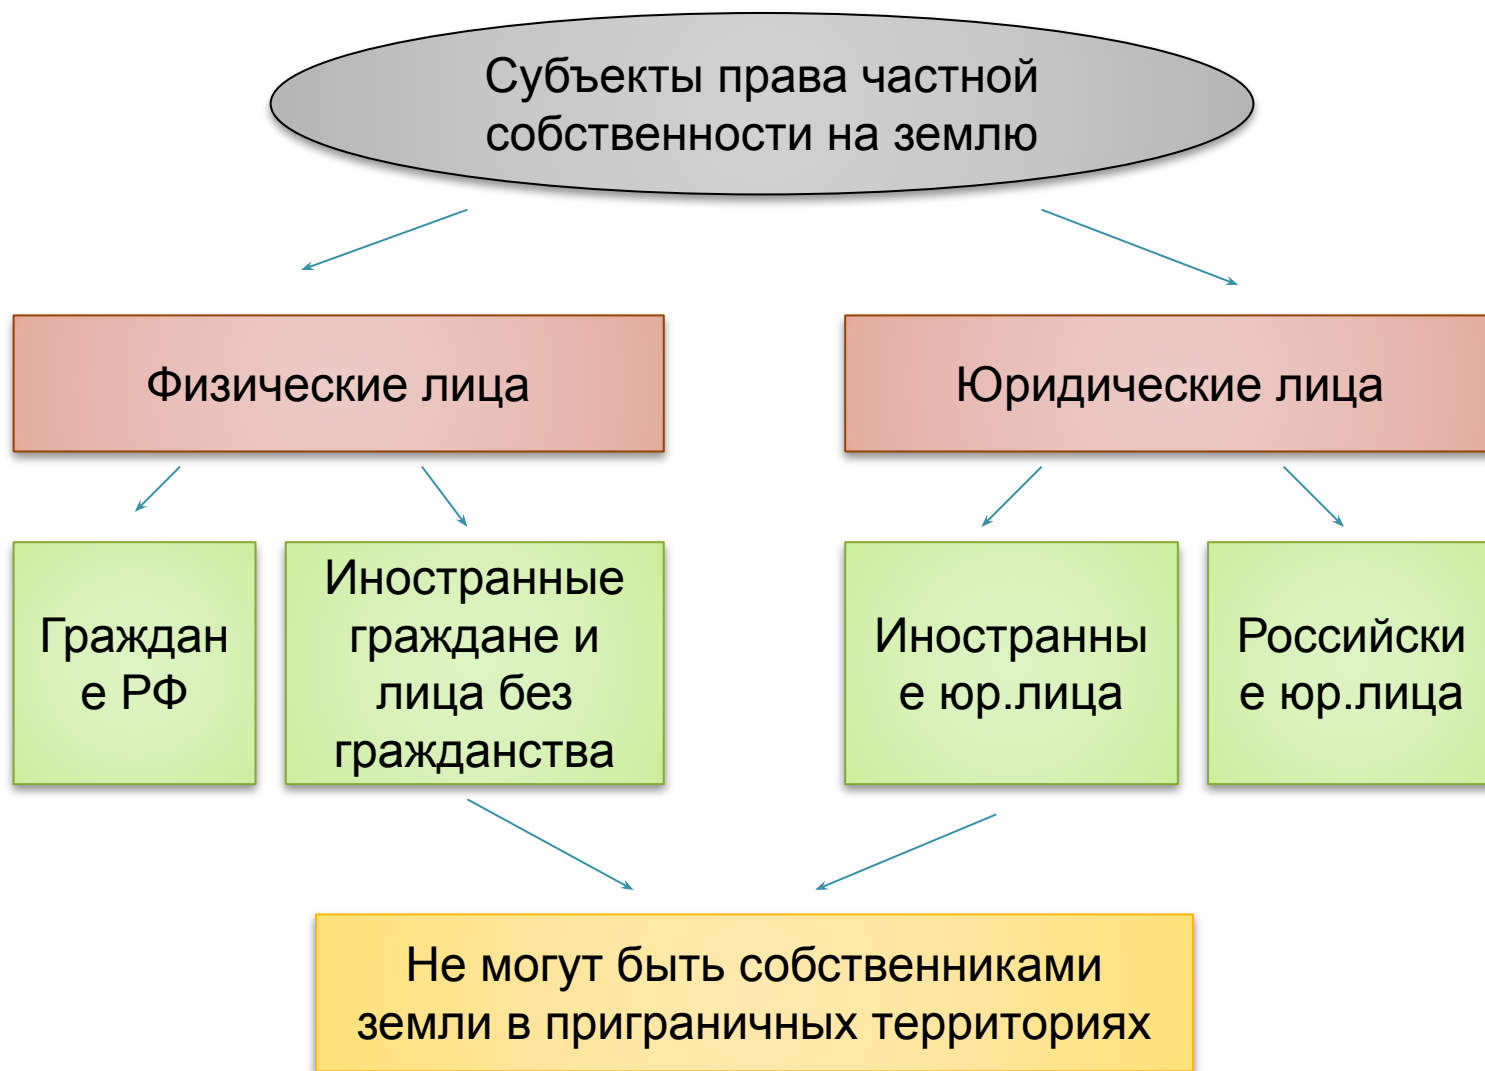 Субъекты права частной
собственности на землю
Физические лица
Юридические лица
Граждан
е РФ
Иностранные
граждане и
лица без
гражданства
Иностранны
е юр.лица
Российски
е юр.лица
Не могут быть собственниками
земли в приграничных территориях